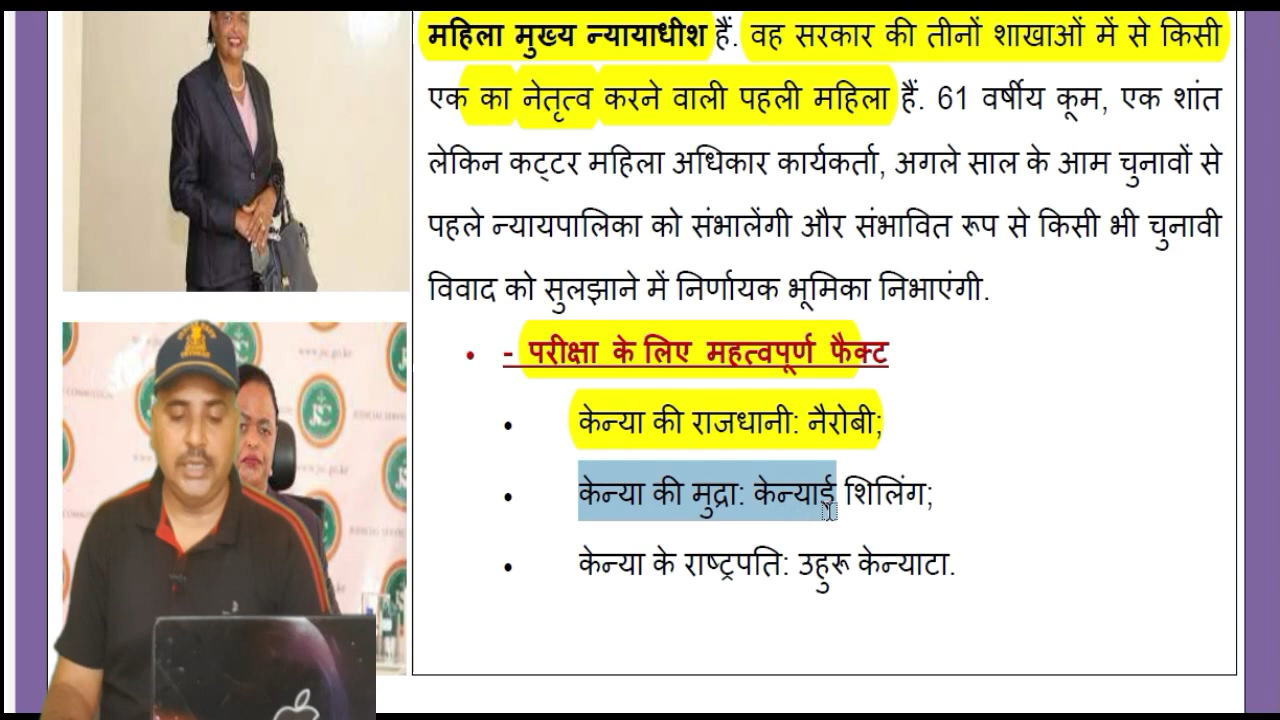 महिला मुख्य न्यायाधीश हैं. वह सरकार की तीनों शाखाओं में से किसी
एक का नेतृत्व करने वाली पहली महिला हैं. 61 वर्षीय कूम, एक शांत
लेकिन कट्टर महिला अधिकार कार्यकर्ता, अगले साल के आम चुनावों से
पहले न्यायपालिका को संभालेंगी और संभावित रूप से किसी भी चुनावी
विवाद को सुलझाने में निर्णायक भूमिका निभाएंगी.
• - परीक्षा के लिए महत्वपूर्ण फैक्ट
• केन्या की राजधानी: नैरोबी;
• केन्या की मुद्रा: केन्याई शिलिंग;
• केन्या के राष्ट्रपति: उहुरू केन्याटा.